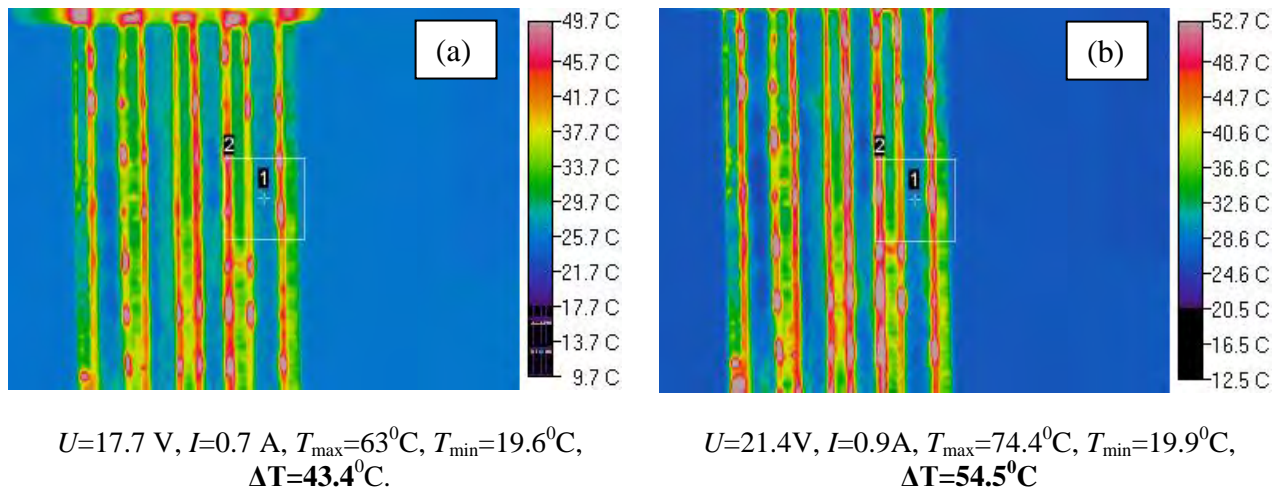 (a)
49.7 C
45.7 C
41.7 C
37.7 C
33.7 C
29.7 C
25.7 C
21.7 C
17.7 C
13.7 C
9.7 C
2
1
(b)
52.7 C
48.7 C
44.7 C
40.6 C
36.6 C
32.6 C
28.6 C
24.6 C
20.5 C
16.5 C
12.5 C
2
1
U=17.7 V, I=0.7 A, Tmax=63⁰C, Tmin=19.6⁰C,
ΔT=43.4⁰C.
U=21.4V, I=0.9A, Tmax=74.4⁰C, Tmin=19.9⁰C,
ΔT=54.5⁰C